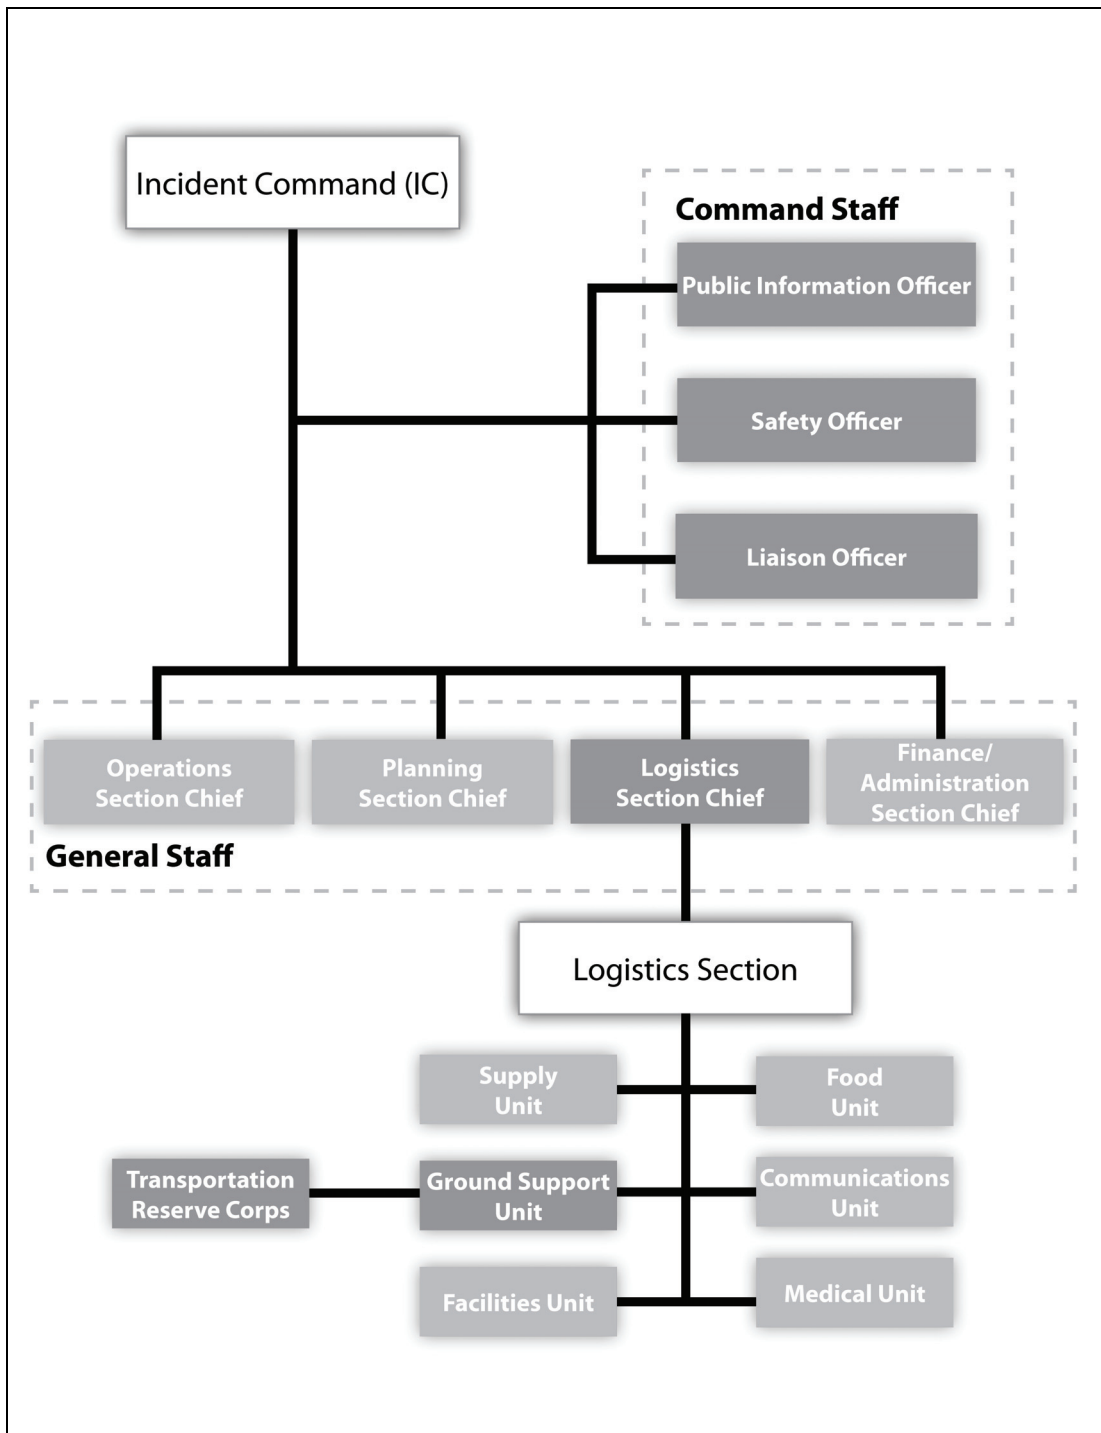 Incident Command (IC)
Command Staff
Public Information Officer
Safety Officer
Liaison Officer
Operations
Section Chief
Planning
Section Chief
Logistics
Section Chief
Finance/
Administration
Section Chief
General Staff
Logistics Section
Supply
Unit
Food
Unit
Transportation
Reserve Corps
Ground Support
Unit
Communications
Unit
Facilities Unit
Medical Unit